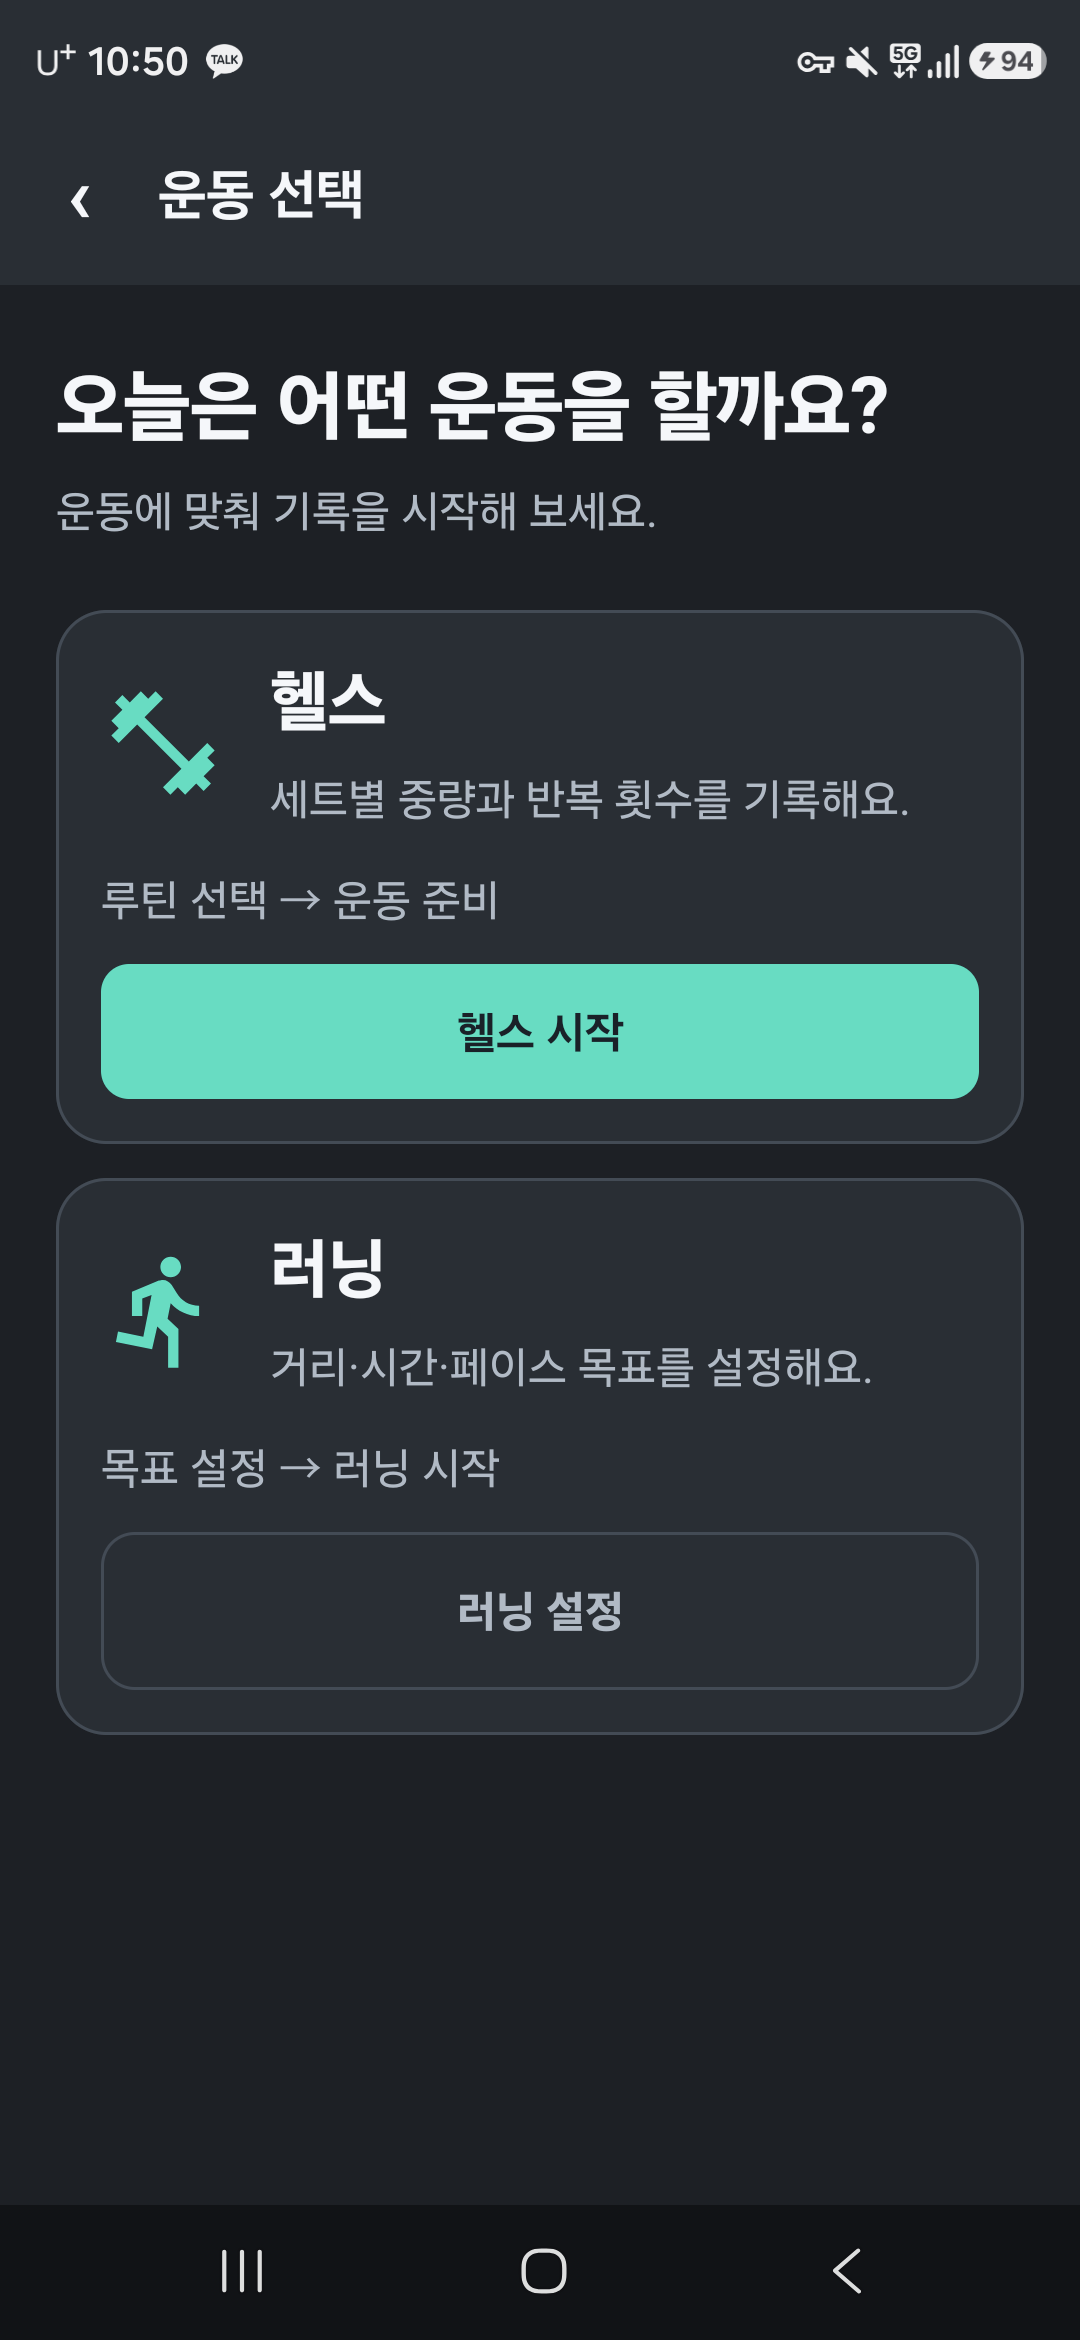 U+ 10:50 TALK 5G 94
운동 선택
오늘은 어떤 운동을 할까요?
운동에 맞춰 기록을 시작해 보세요.
헬스
세트별 중량과 반복 횟수를 기록해요.
루틴 선택 → 운동 준비
헬스 시작
러닝
거리·시간·페이스 목표를 설정해요.
목표 설정 → 러닝 시작
러닝 설정